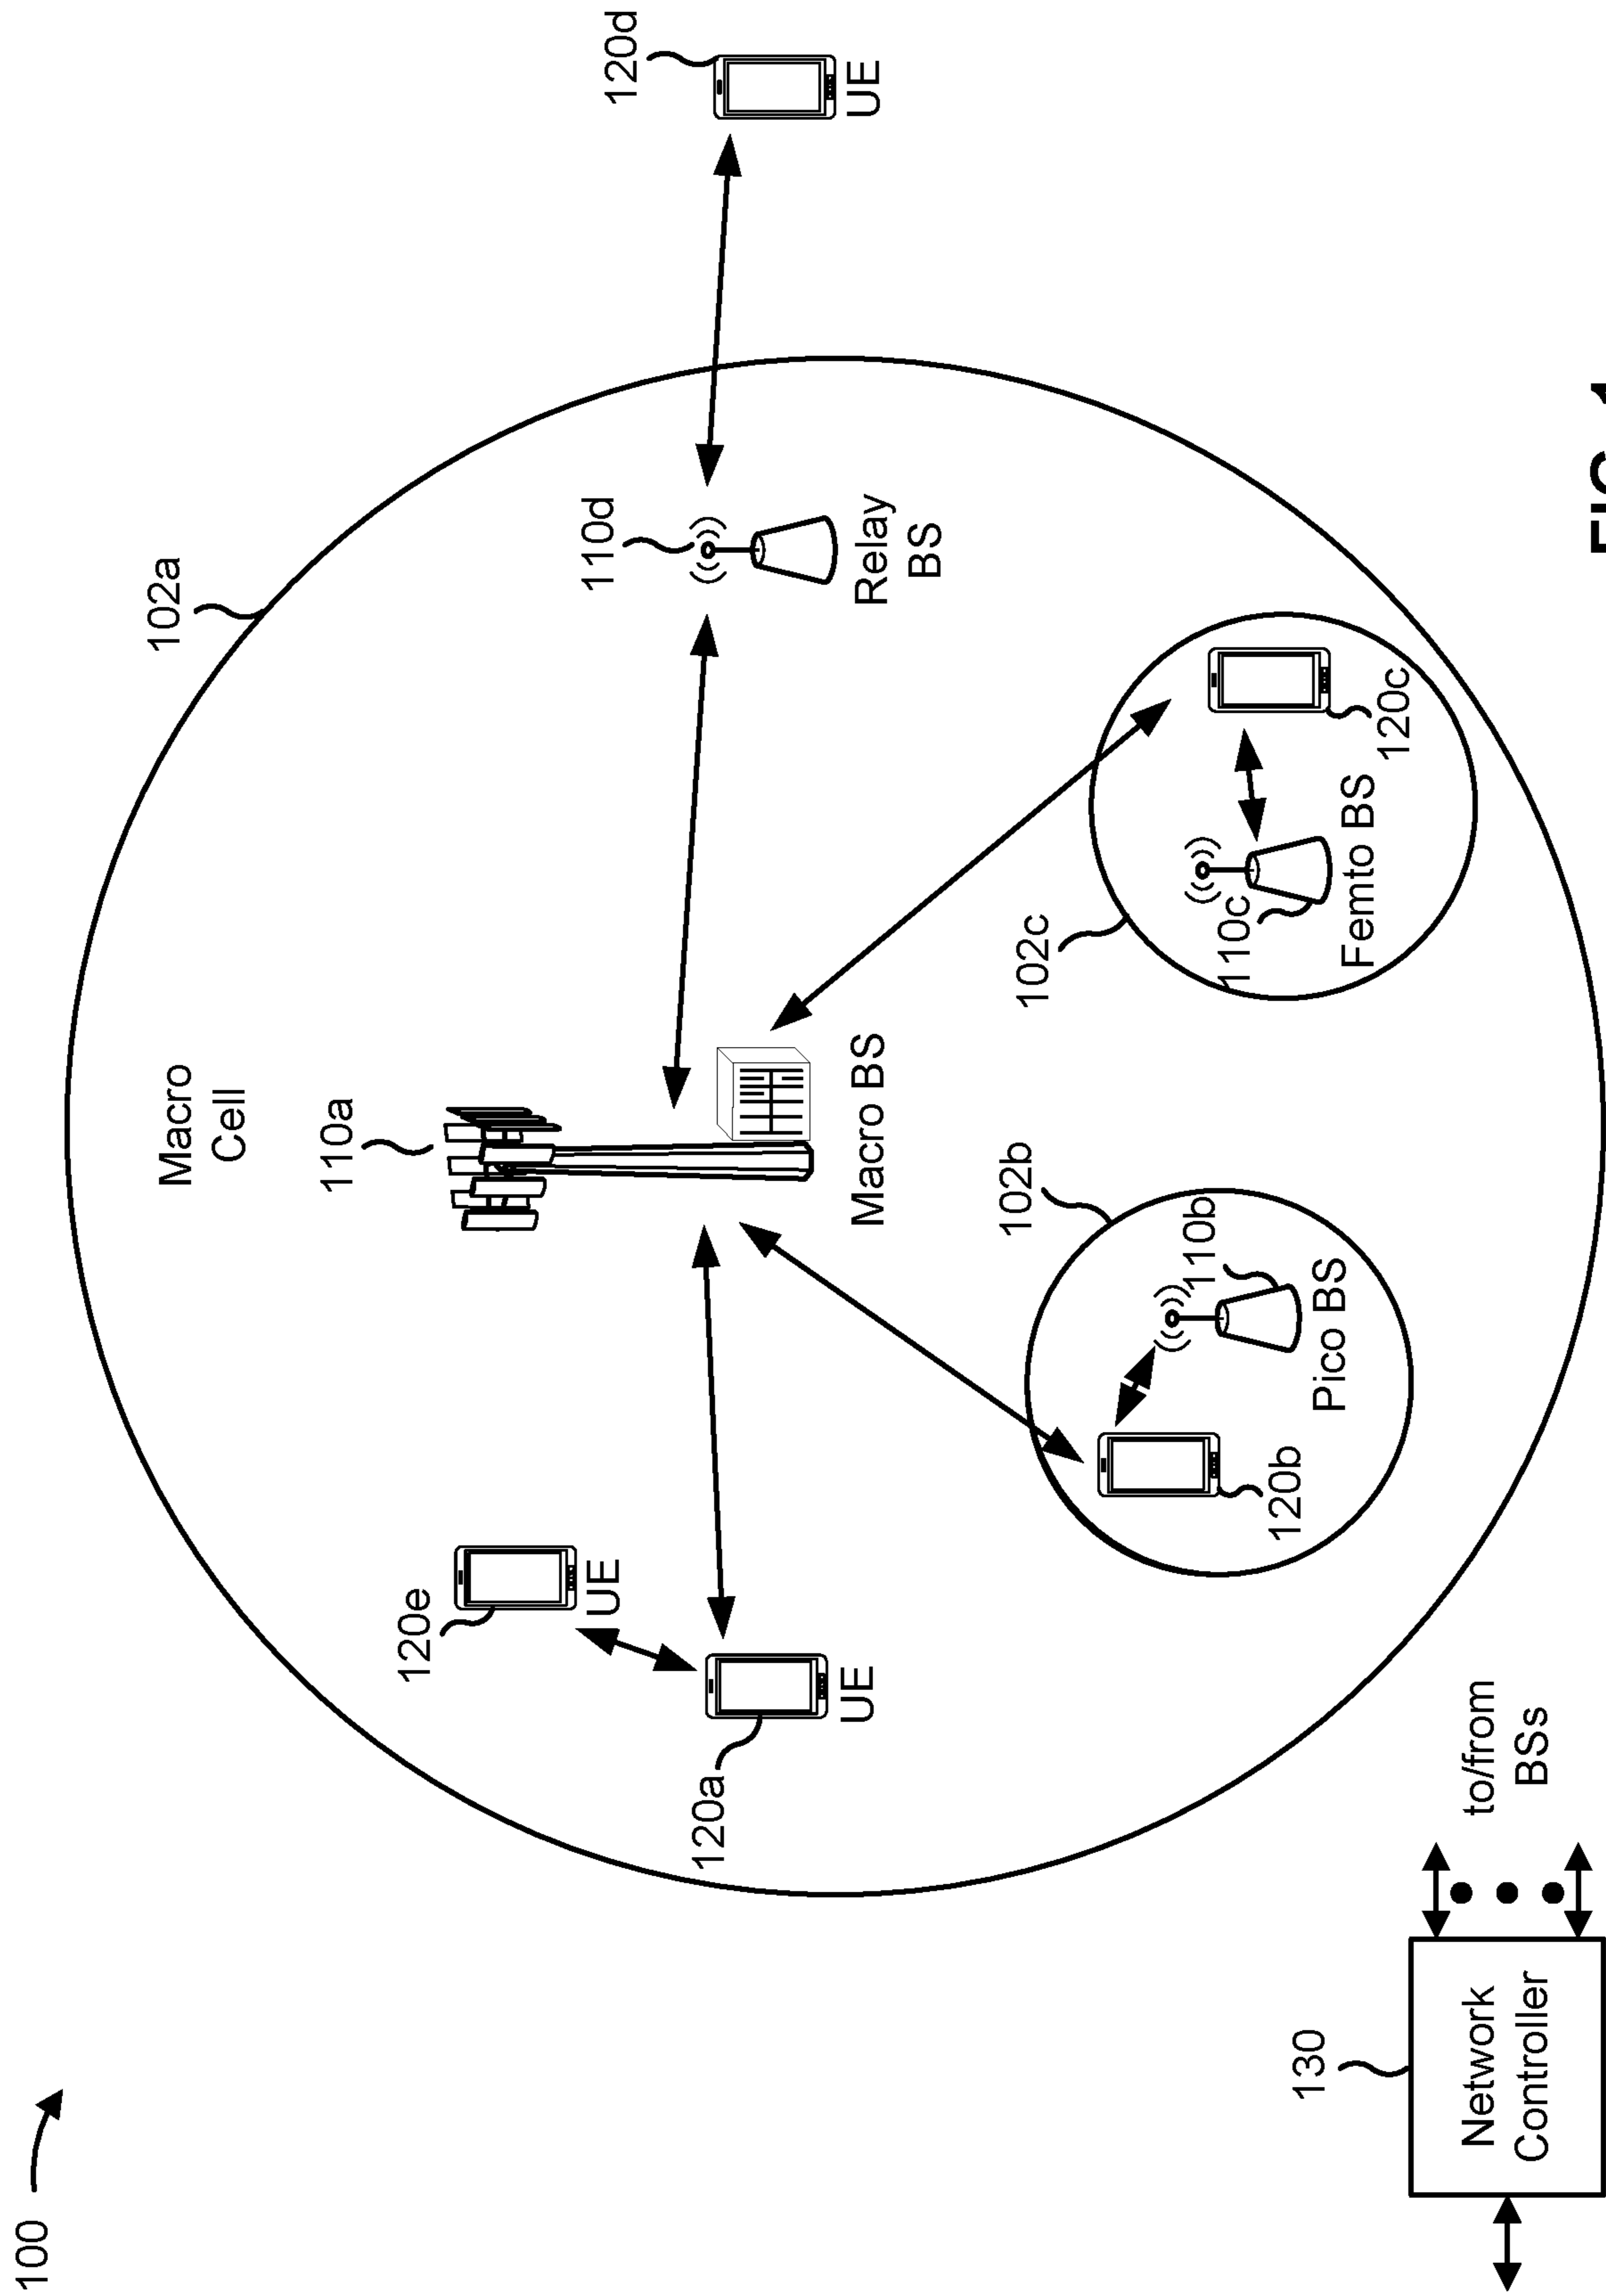 100
102a
Macro
Cell
110a
120d
UE
110d
Relay
BS
120e
UE
120a
UE
Macro BS
102b
110b
Pico BS
120b
102c
110c
Femto BS
120c
130
Network
Controller
to/from
BSs